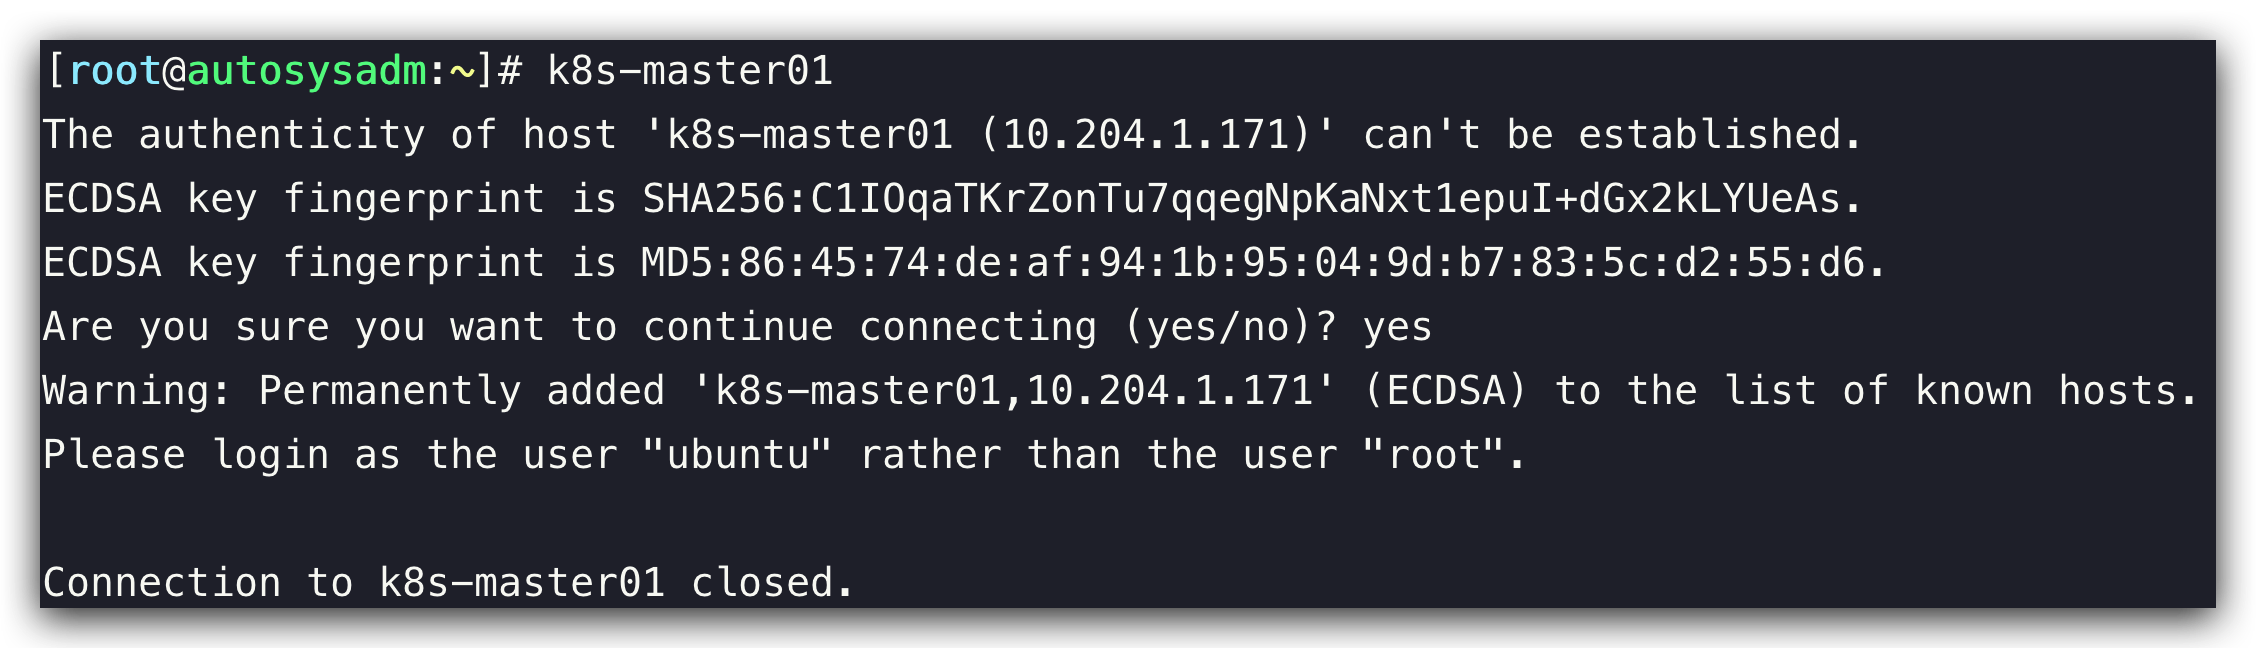 [root@autosysadm:~]# k8s-master01
The authenticity of host 'k8s-master01 (10.204.1.171)' can't be established.
ECDSA key fingerprint is SHA256:C1IOqaTKrZonTu7qqegNpKaNxt1epuI+dGx2kLYUeAs.
ECDSA key fingerprint is MD5:86:45:74:de:af:94:1b:95:04:9d:b7:83:5c:d2:55:d6.
Are you sure you want to continue connecting (yes/no)? yes
Warning: Permanently added 'k8s-master01,10.204.1.171' (ECDSA) to the list of known hosts.
Please login as the user "ubuntu" rather than the user "root".
Connection to k8s-master01 closed.